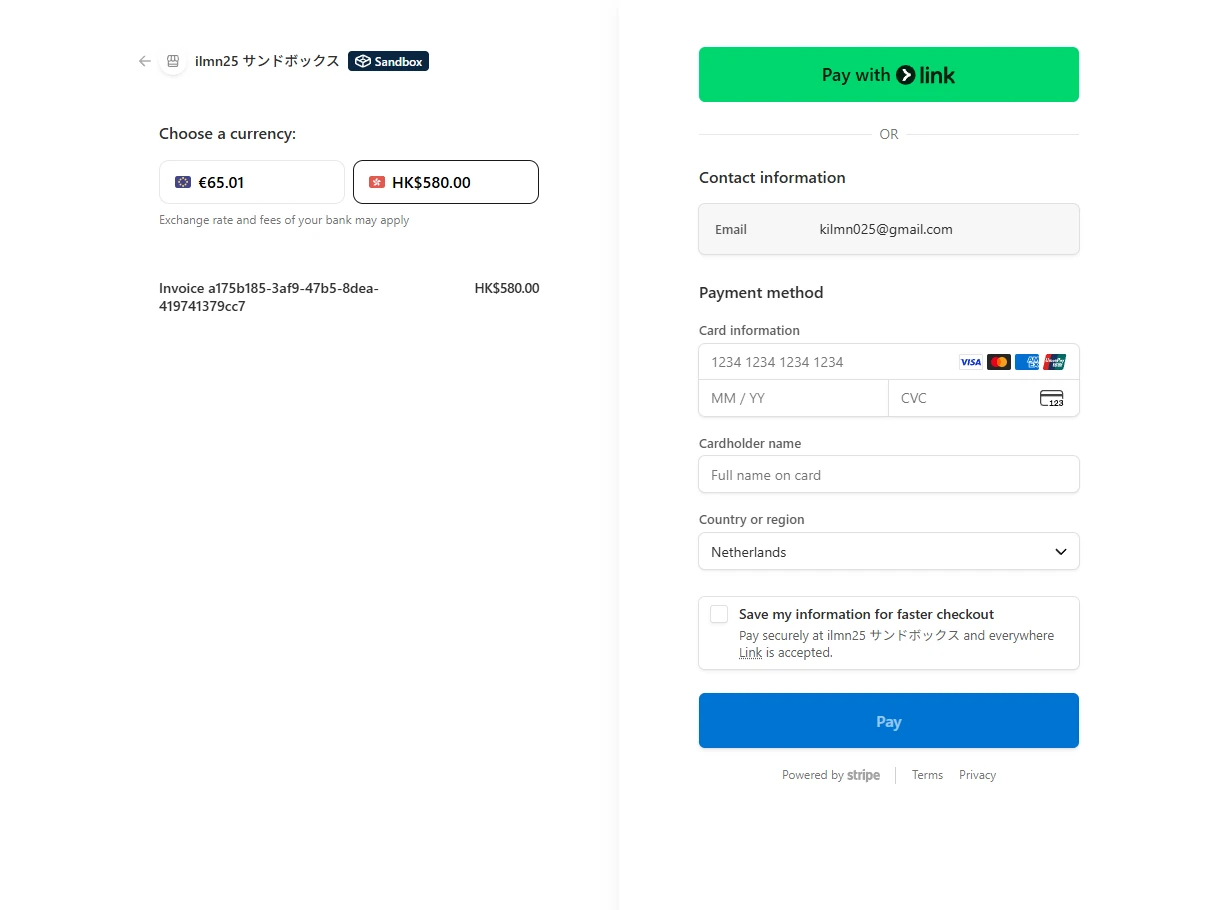 ilmn25 サンドボックス Sandbox
Choose a currency:
€65.01
HK$580.00
Exchange rate and fees of your bank may apply
Invoice a175b185-3af9-47b5-8dea-
419741379cc7
HK$580.00
Pay with link
OR
Contact information
Email
kilmn025@gmail.com
Payment method
Card information
1234 1234 1234 1234
VISA
MM / YY
CVC
123
Cardholder name
Full name on card
Country or region
Netherlands
Save my information for faster checkout
Pay securely at ilmn25 サンドボックス and everywhere
Link is accepted.
Pay
Powered by stripe
Terms
Privacy